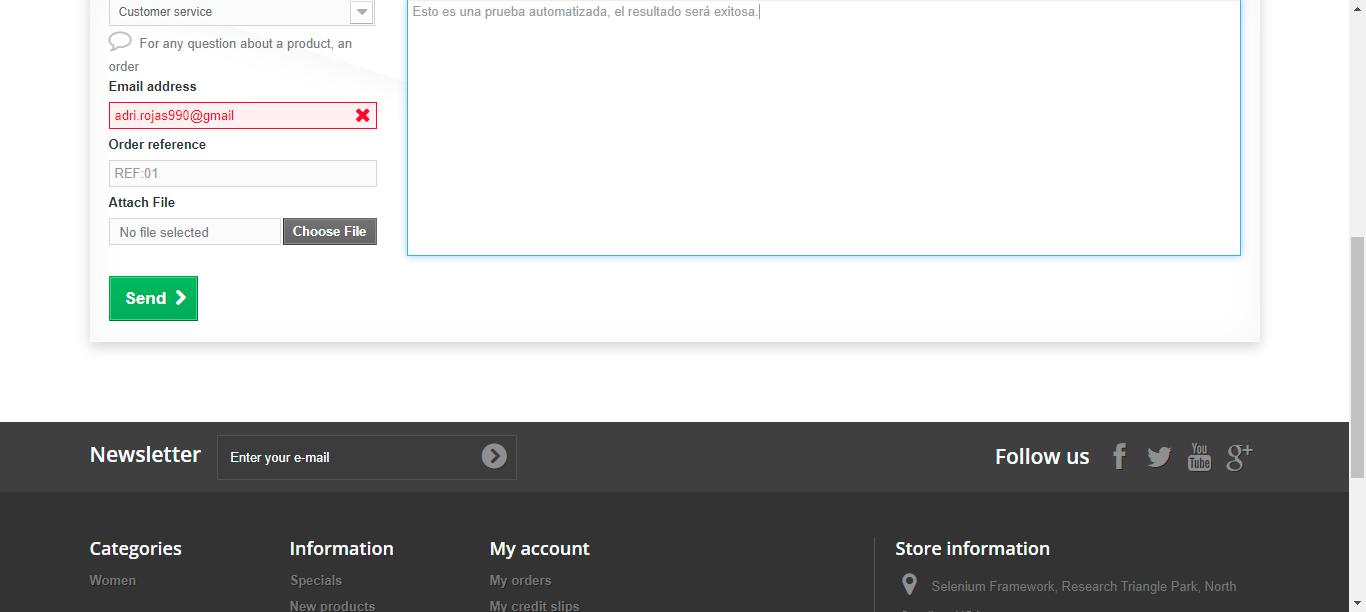 Customer service
Esto es una prueba automatizada, el resultado será exitosa.
For any question about a product, an
order
Email address
adri.rojas990@gmail
Order reference
REF:01
Attach File
No file selected
Choose File
Send
Newsletter
Enter your e-mail
Follow us
You
Tube
g+
Categories
Information
My account
Store information
Women
Specials
My orders
Selenium Framework, Research Triangle Park, North
New products
My credit slips